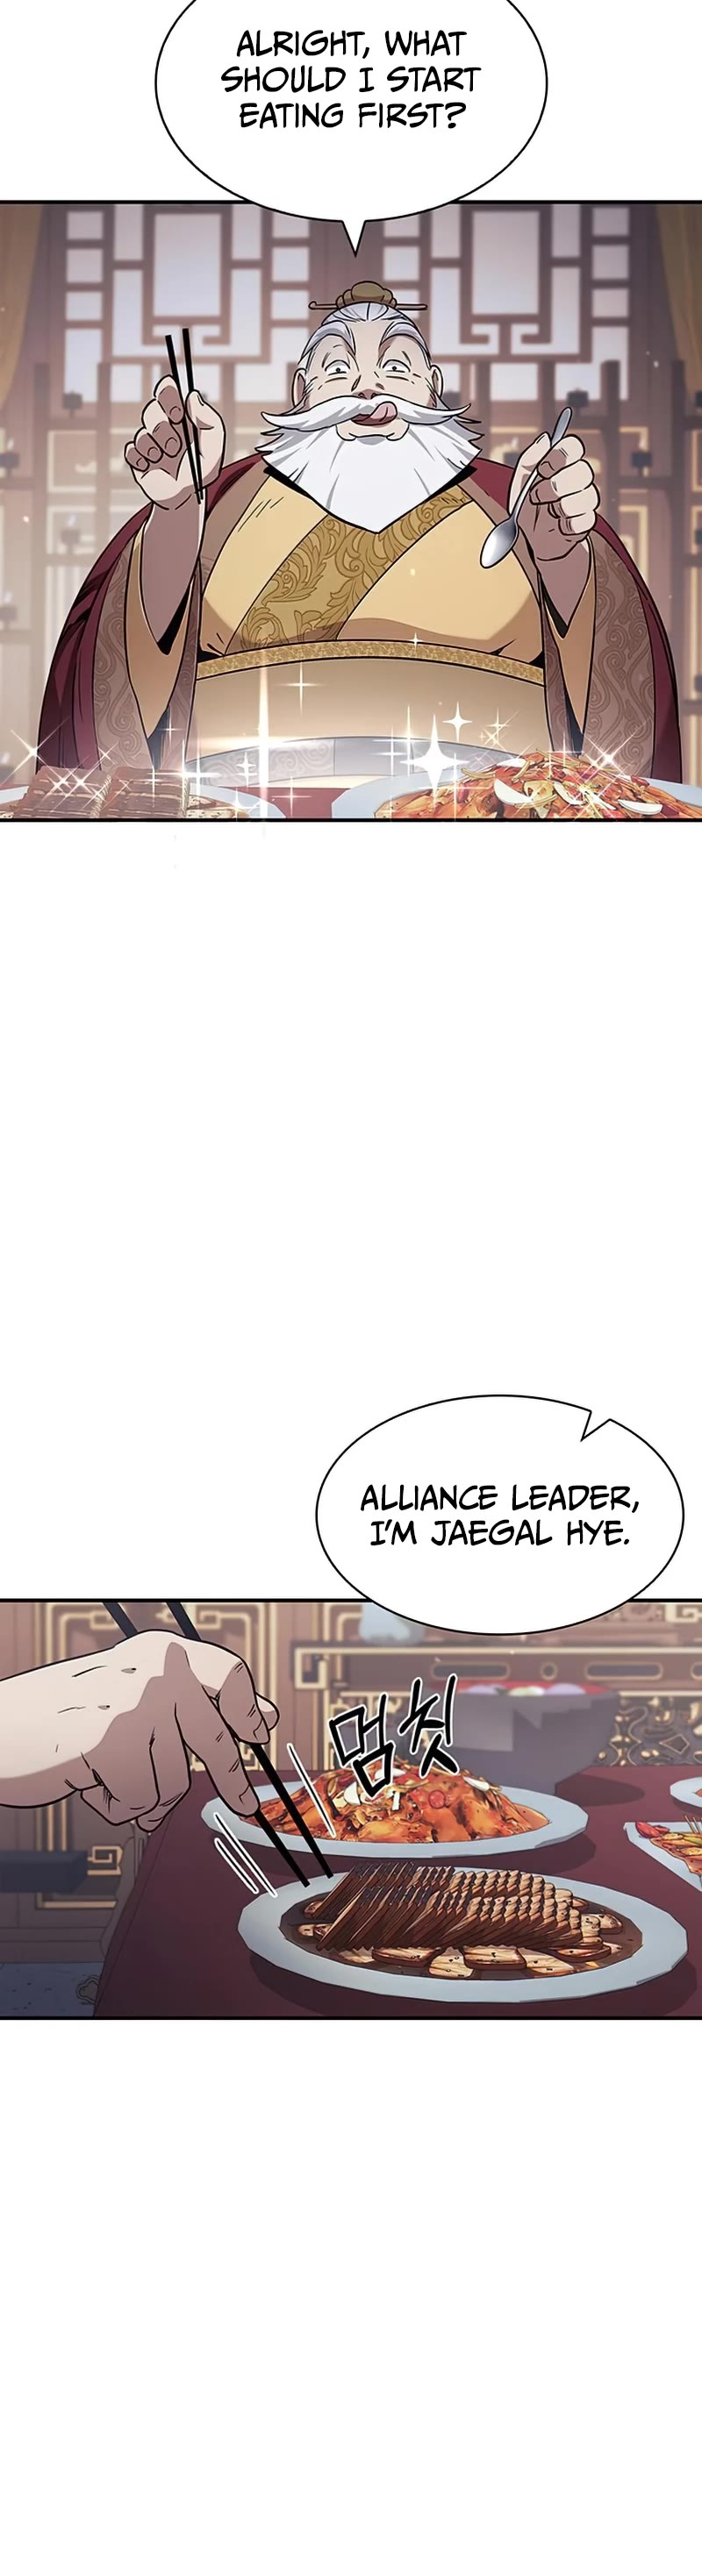 ALRIGHT, WHAT
SHOULD I START
EATING FIRST?
ALLIANCE LEADER,
I'M JAEGAL HYE.
멈칫